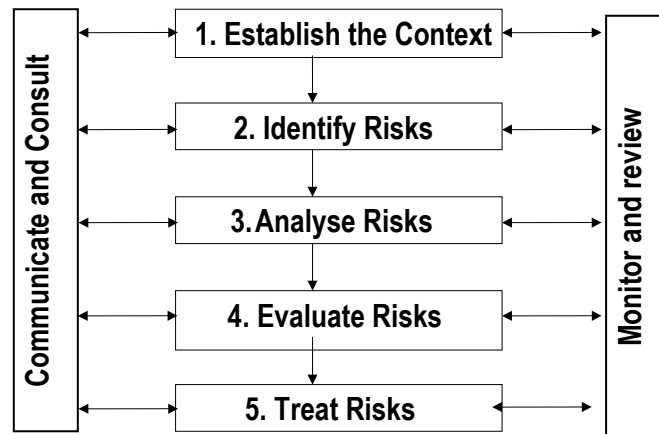 Communicate and Consult
1. Establish the Context
2. Identify Risks
3. Analyse Risks
4. Evaluate Risks
5. Treat Risks
Monitor and review